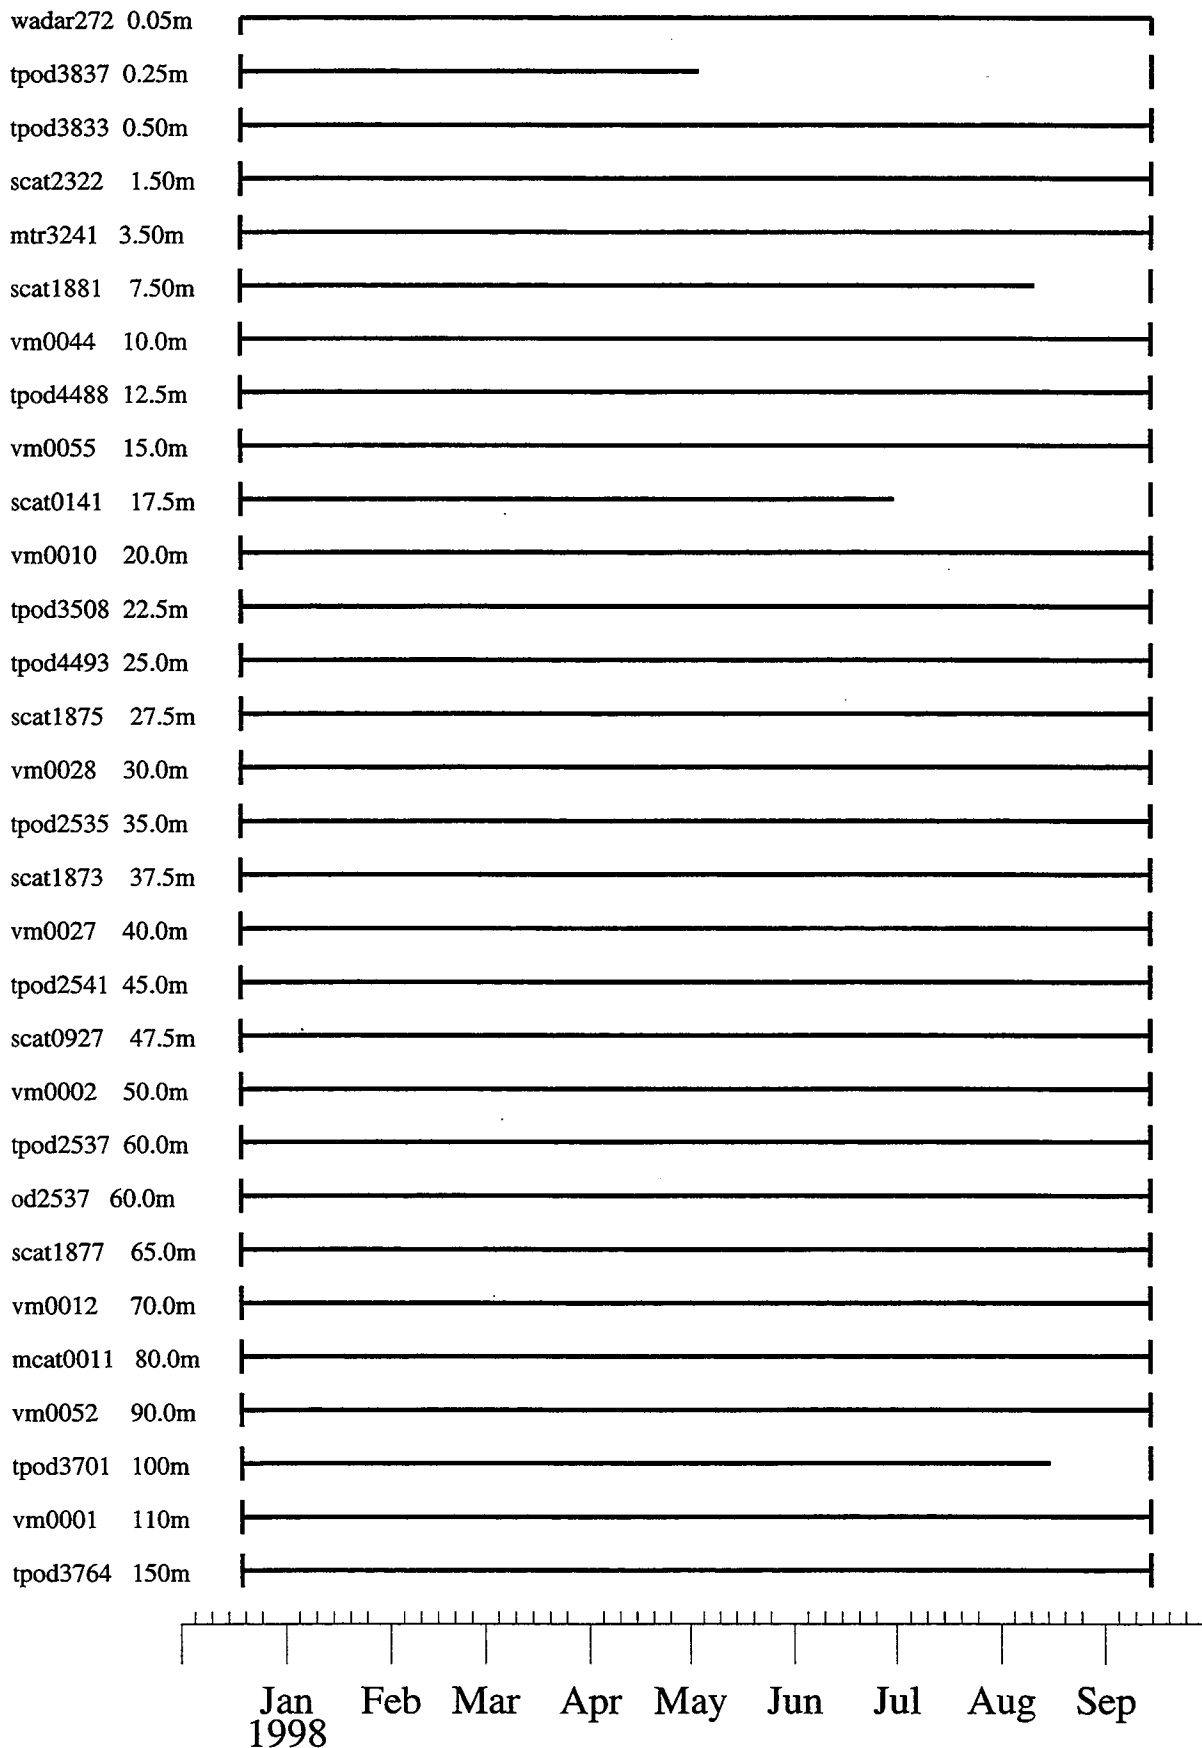 wadar272 0.05m
tpod3837 0.25m
tpod3833 0.50m
scat2322 1.50m
mtr3241 3.50m
scat1881 7.50m
vm0044 10.0m
tpod4488 12.5m
vm0055 15.0m
scat0141 17.5m
vm0010 20.0m
tpod3508 22.5m
tpod4493 25.0m
scat1875 27.5m
vm0028 30.0m
tpod2535 35.0m
scat1873 37.5m
vm0027 40.0m
tpod2541 45.0m
scat0927 47.5m
vm0002 50.0m
tpod2537 60.0m
od2537 60.0m
scat1877 65.0m
vm0012 70.0m
mcat0011 80.0m
vm0052 90.0m
tpod3701 100m
vm0001 110m
tpod3764 150m
Jan Feb Mar Apr May Jun Jul Aug Sep
1998